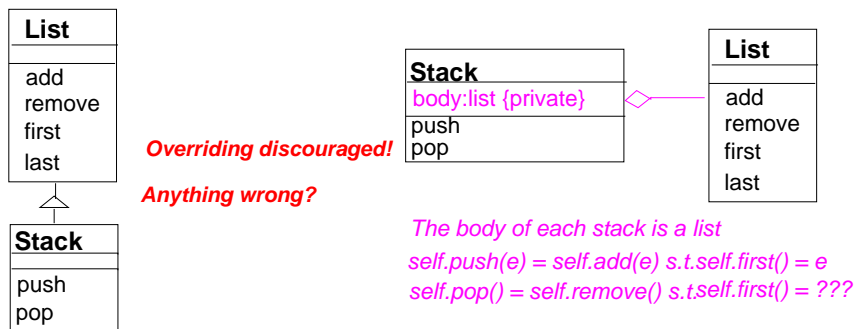 List
add
remove
first
last
Stack
push
pop
Overriding discouraged!
Anything wrong?
Stack
body:list {private}
push
pop
List
add
remove
first
last
The body of each stack is a list
self.push(e) = self.add(e) s.t.self.first() = e
self.pop() = self.remove() s.t.self.first() = ???